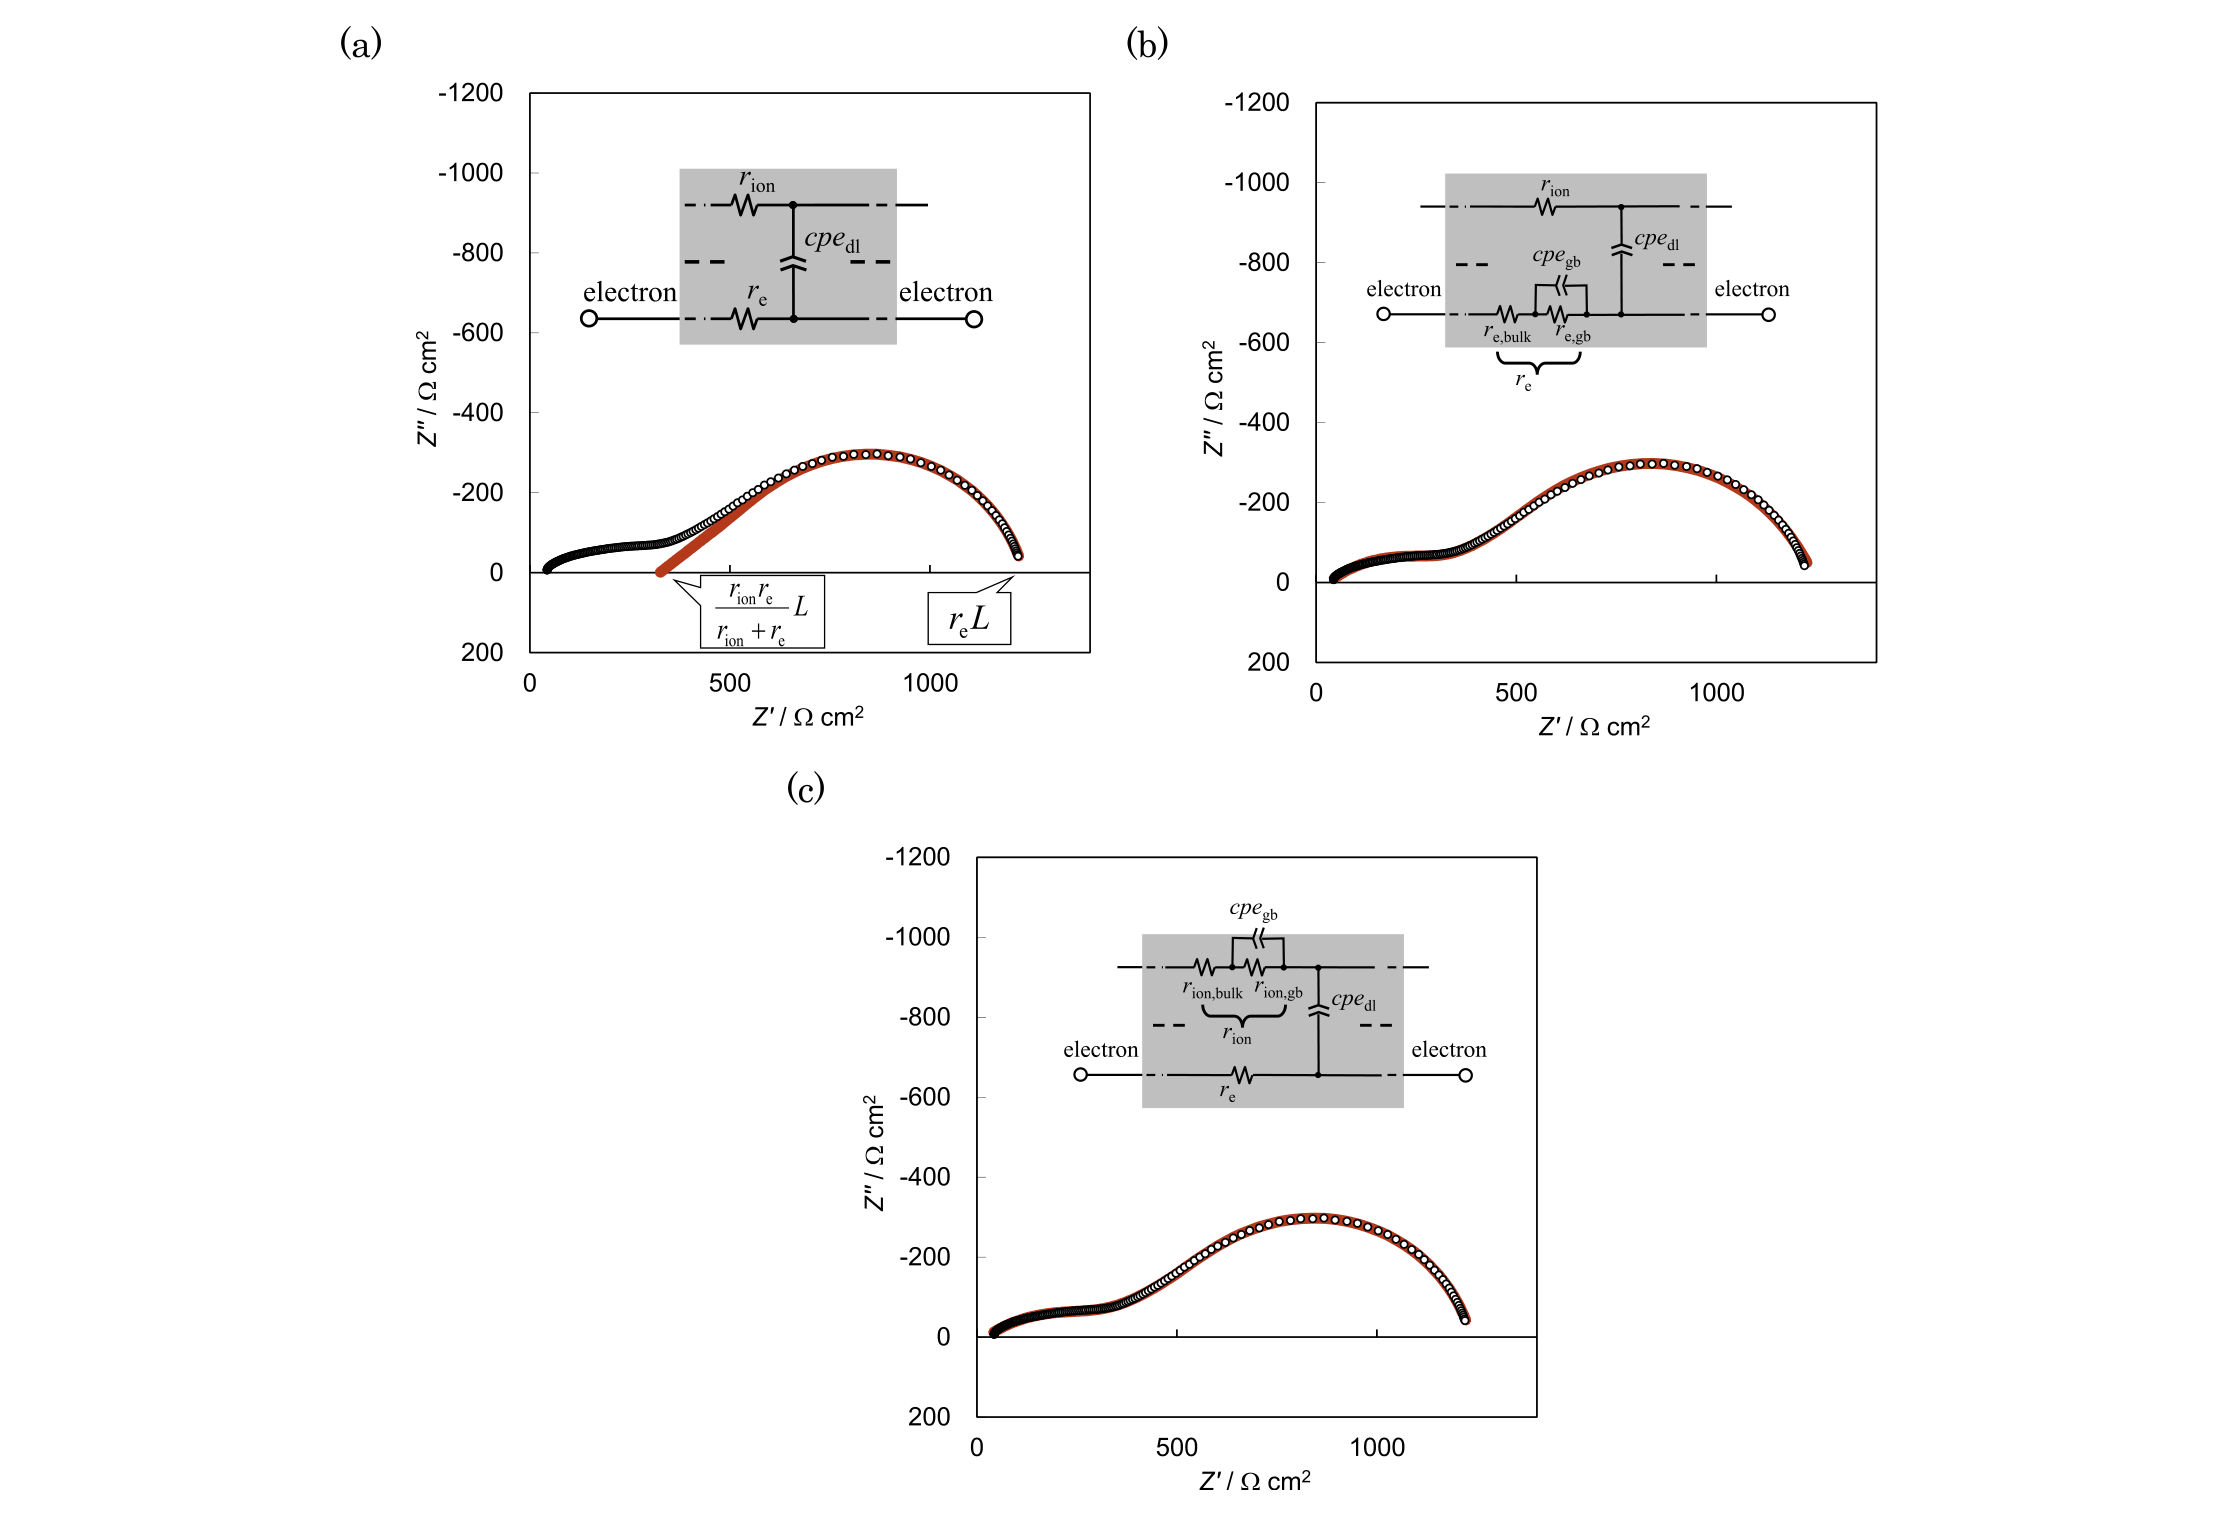 (a)
-1200
-1000
-800
-600
-400
-200
0
200
0 500 1000
Z" / Ω cm2
Z' / Ω cm2
rion
cpedl
re
electron
electron
rion re
rion + re
L
reL
(b)
-1200
-1000
-800
-600
-400
-200
0
200
0 500 1000
Z" / Ω cm2
Z' / Ω cm2
rion
cpedl
cpegb
electron
electron
re,bulk re,gb
re
(c)
-1200
-1000
-800
-600
-400
-200
0
200
0 500 1000
Z" / Ω cm2
Z' / Ω cm2
cpegb
rion,bulk rion,gb
cpedl
rion
electron
electron
re